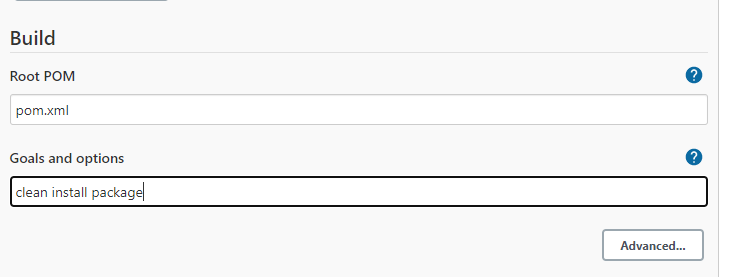 Build
Root POM
pom.xml
Goals and options
clean install package
Advanced...